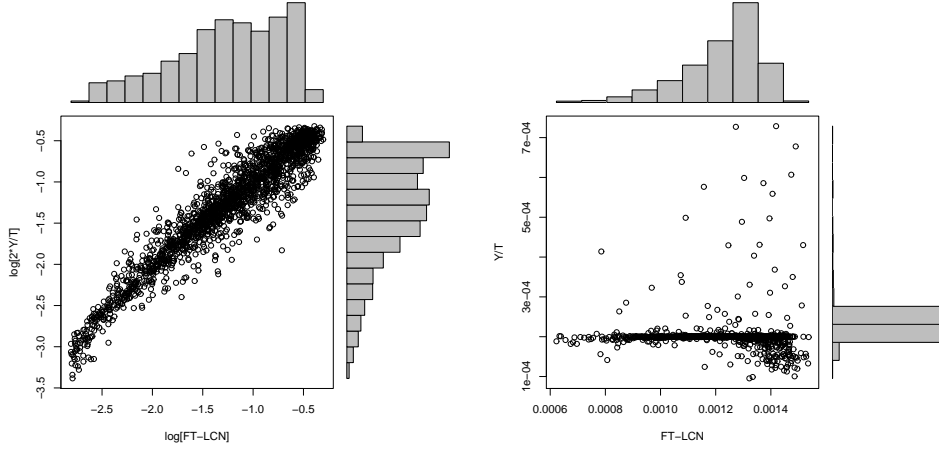 −0.5
−1.0
−1.5
−2.0
−2.5
−3.0
−3.5
log[2*Y/T]
−2.5 −2.0 −1.5 −1.0 −0.5
log[FT−LCN]
7e−04
5e−04
3e−04
1e−04
Y/T
0.0006 0.0008 0.0010 0.0012 0.0014
FT−LCN